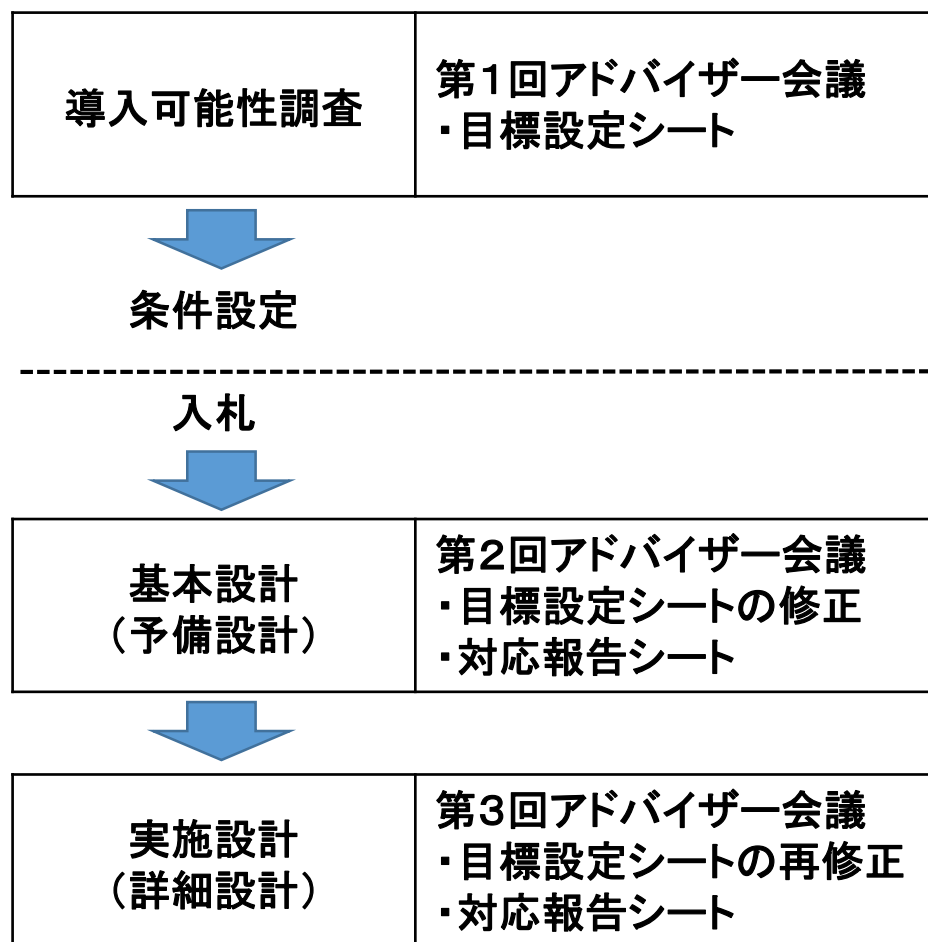 導入可能性調査
第1回アドバイザー会議
・目標設定シート
条件設定
入札
基本設計
(予備設計)
第2回アドバイザー会議
・目標設定シートの修正
・対応報告シート
実施設計
(詳細設計)
第3回アドバイザー会議
・目標設定シートの再修正
・対応報告シート